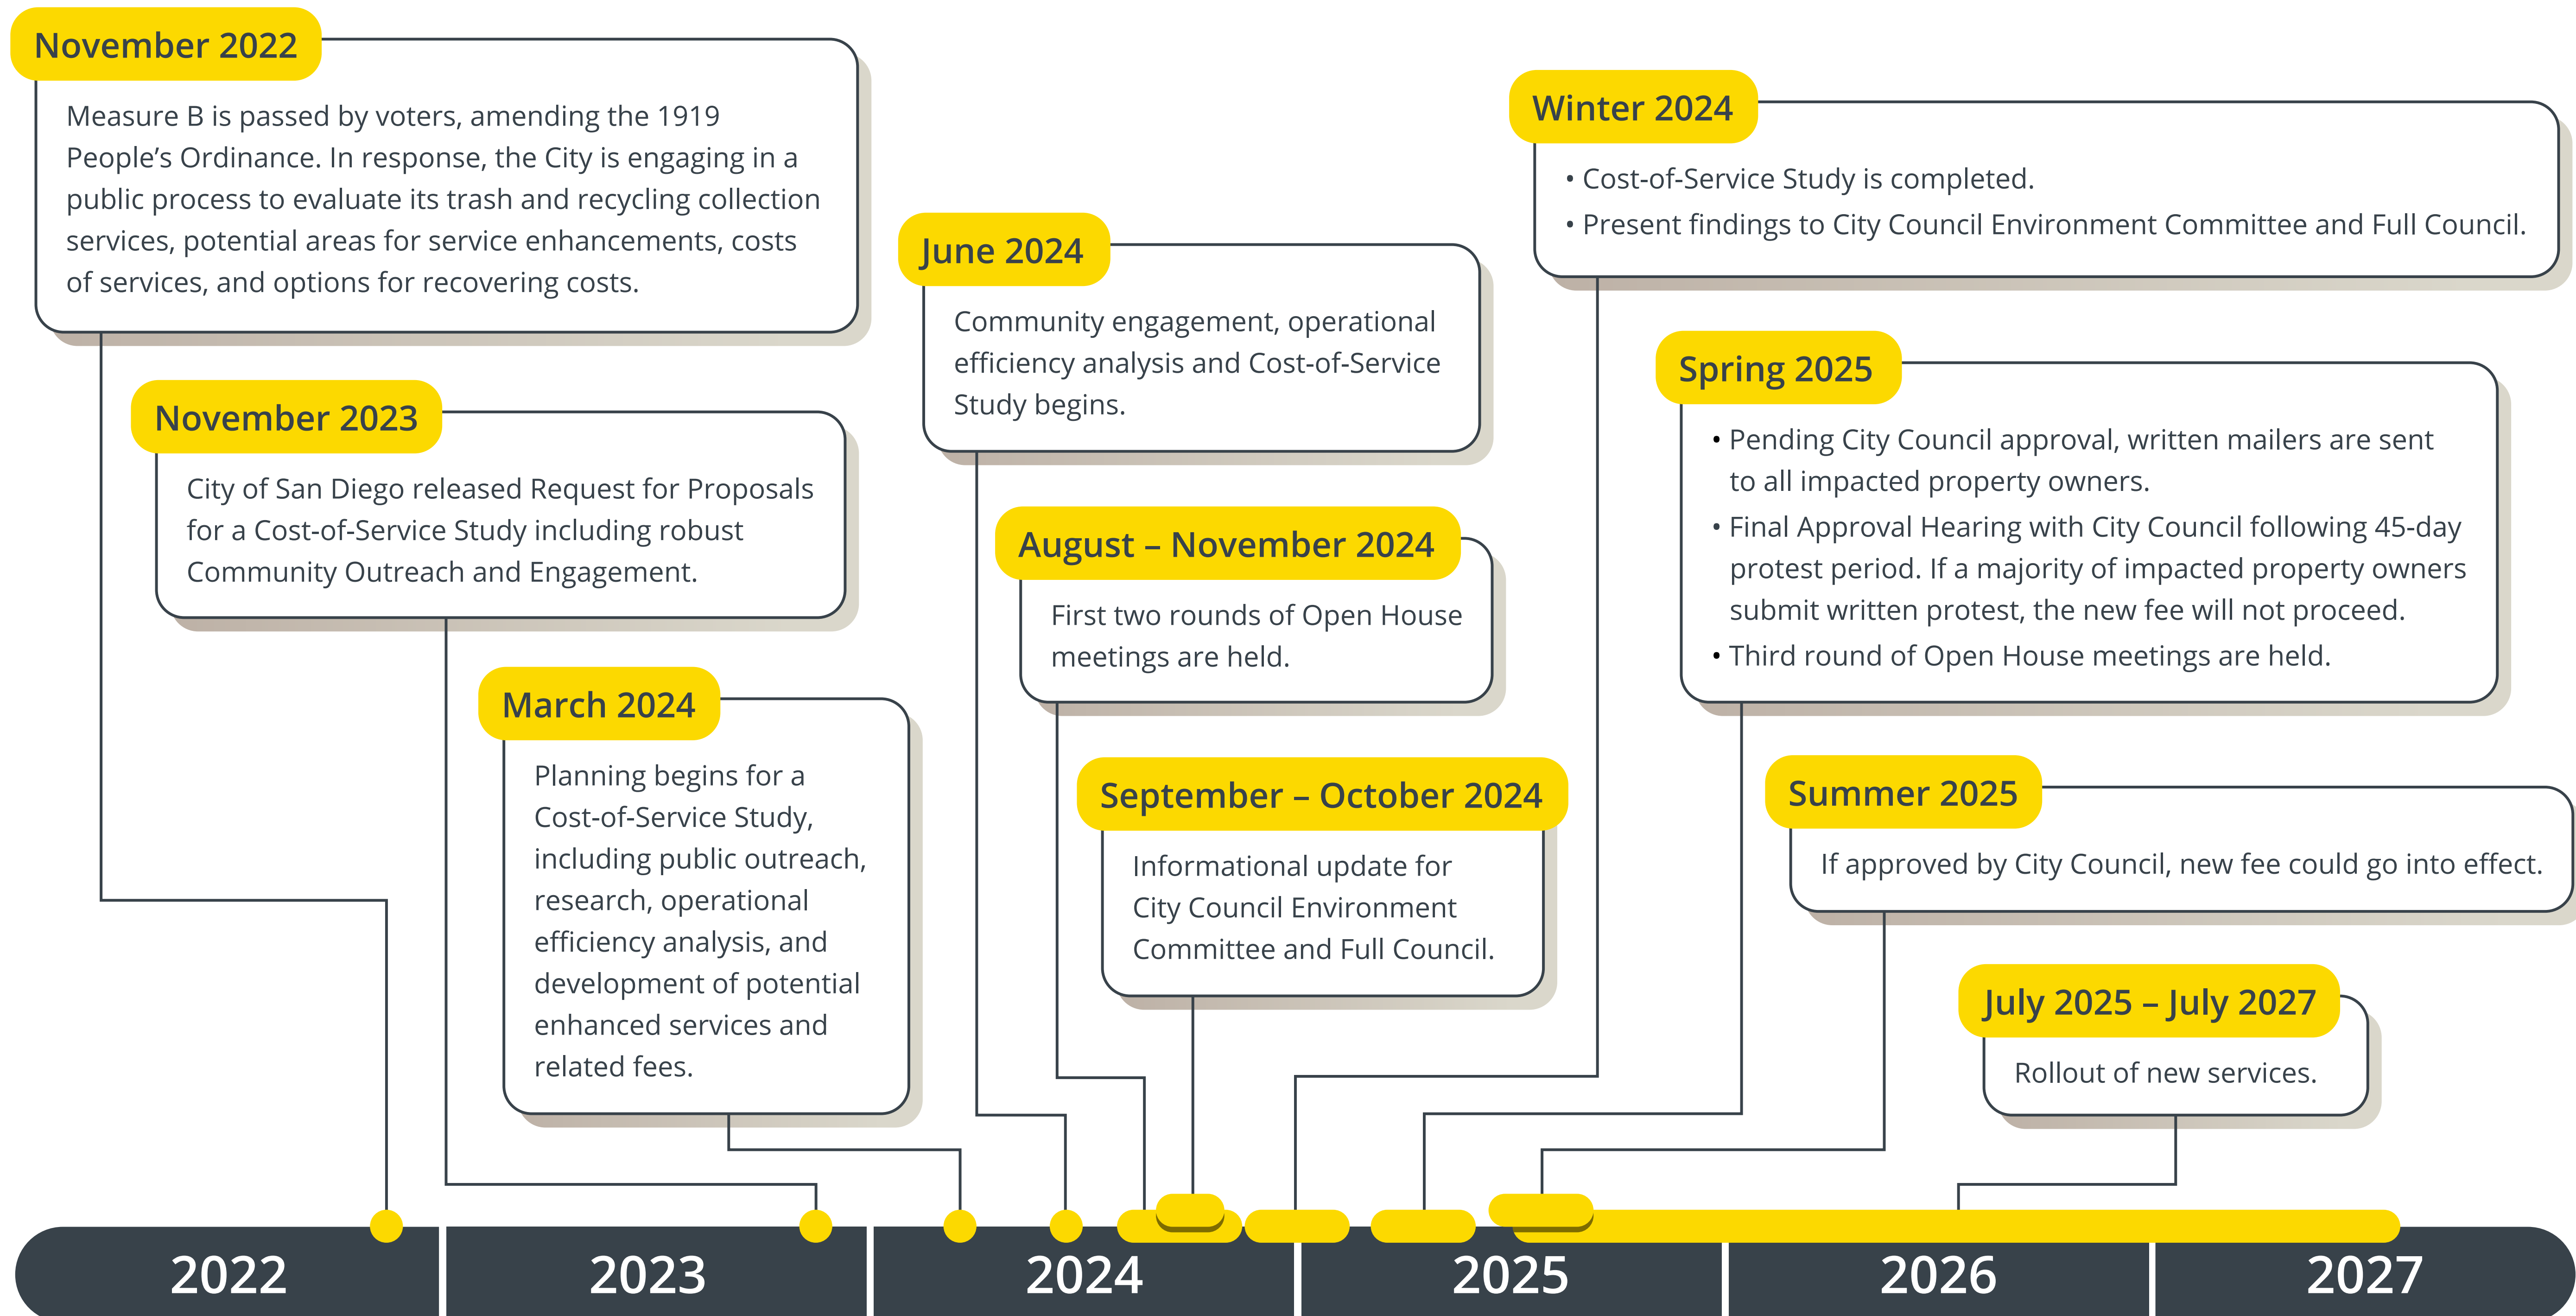 November 2022
Measure B is passed by voters, amending the 1919
People’s Ordinance. In response, the City is engaging in a
public process to evaluate its trash and recycling collection
services, potential areas for service enhancements, costs
of services, and options for recovering costs.
November 2023
City of San Diego released Request for Proposals
for a Cost-of-Service Study including robust
Community Outreach and Engagement.
March 2024
Planning begins for a
Cost-of-Service Study,
including public outreach,
research, operational
efficiency analysis, and
development of potential
enhanced services and
related fees.
June 2024
Community engagement, operational
efficiency analysis and Cost-of-Service
Study begins.
August – November 2024
First two rounds of Open House
meetings are held.
September – October 2024
Informational update for
City Council Environment
Committee and Full Council.
Winter 2024
• Cost-of-Service Study is completed.
• Present findings to City Council Environment Committee and Full Council.
Spring 2025
• Pending City Council approval, written mailers are sent
to all impacted property owners.
• Final Approval Hearing with City Council following 45-day
protest period. If a majority of impacted property owners
submit written protest, the new fee will not proceed.
• Third round of Open House meetings are held.
Summer 2025
If approved by City Council, new fee could go into effect.
July 2025 – July 2027
Rollout of new services.
2022
2023
2024
2025
2026
2027